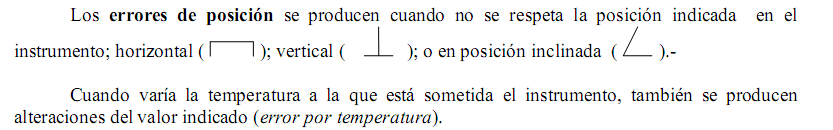 Los errores de posición se producen cuando no se respeta la posición indicada en el
instrumento; horizontal ( ); vertical ( ); o en posición inclinada ( ).-
Cuando varía la temperatura a la que está sometida el instrumento, también se producen
alteraciones del valor indicado (error por temperatura).